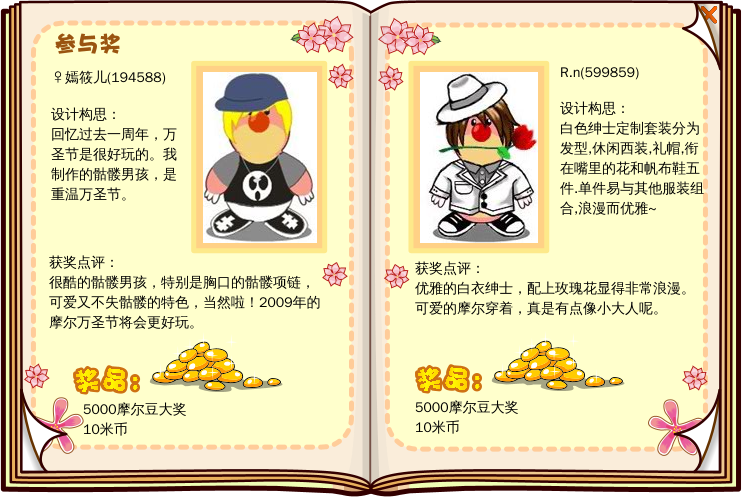 参与奖
♀嫣筱儿(194588)
设计构思：
回忆过去一周年，万
圣节是很好玩的。我
制作的骷髅男孩，是
重温万圣节。
获奖点评：
很酷的骷髅男孩，特别是胸口的骷髅项链，
可爱又不失骷髅的特色，当然啦！2009年的
摩尔万圣节将会更好玩。
奖品：
5000摩尔豆大奖
10米币
R.n(599859)
设计构思：
白色绅士定制套装分为
发型,休闲西装,礼帽,衔
在嘴里的花和帆布鞋五
件.单件易与其他服装组
合,浪漫而优雅~
获奖点评：
优雅的白衣绅士，配上玫瑰花显得非常浪漫。
可爱的摩尔穿着，真是有点像小大人呢。
奖品：
5000摩尔豆大奖
10米币